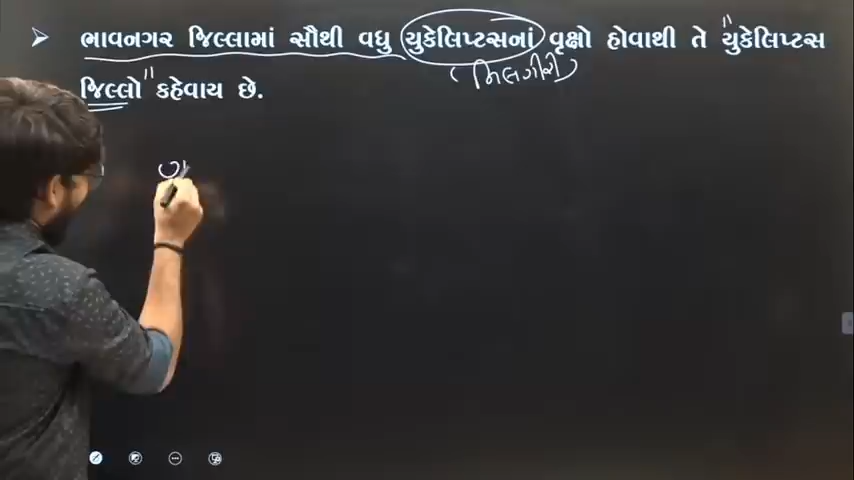 ➤ ભાવનગર જિલ્લામાં સૌથી વધુ યુકેલિપ્ટસનાં વૃક્ષો હોવાથી તે "યુકેલિપ્ટસ
(નિલગીરી)
જિલ્લો" કહેવાય છે.